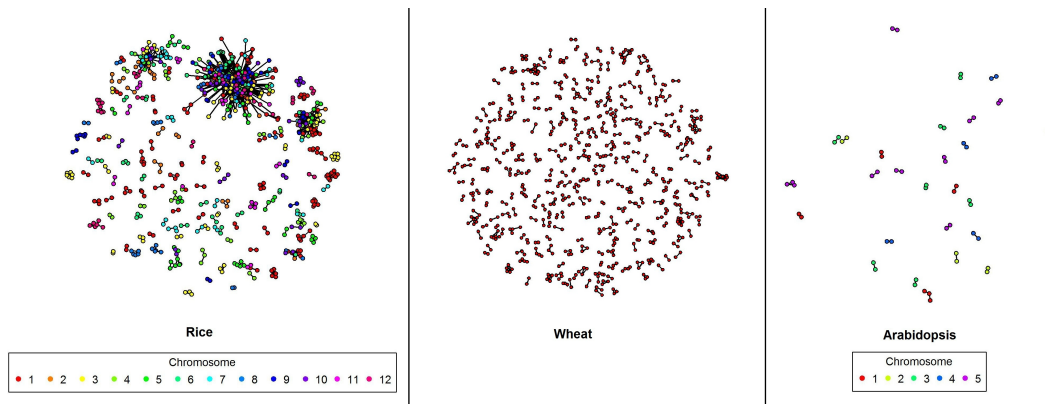 Rice
Chromosome
1 2 3 4 5 6 7 8 9 10 11 12
Wheat
Arabidopsis
Chromosome
1 2 3 4 5